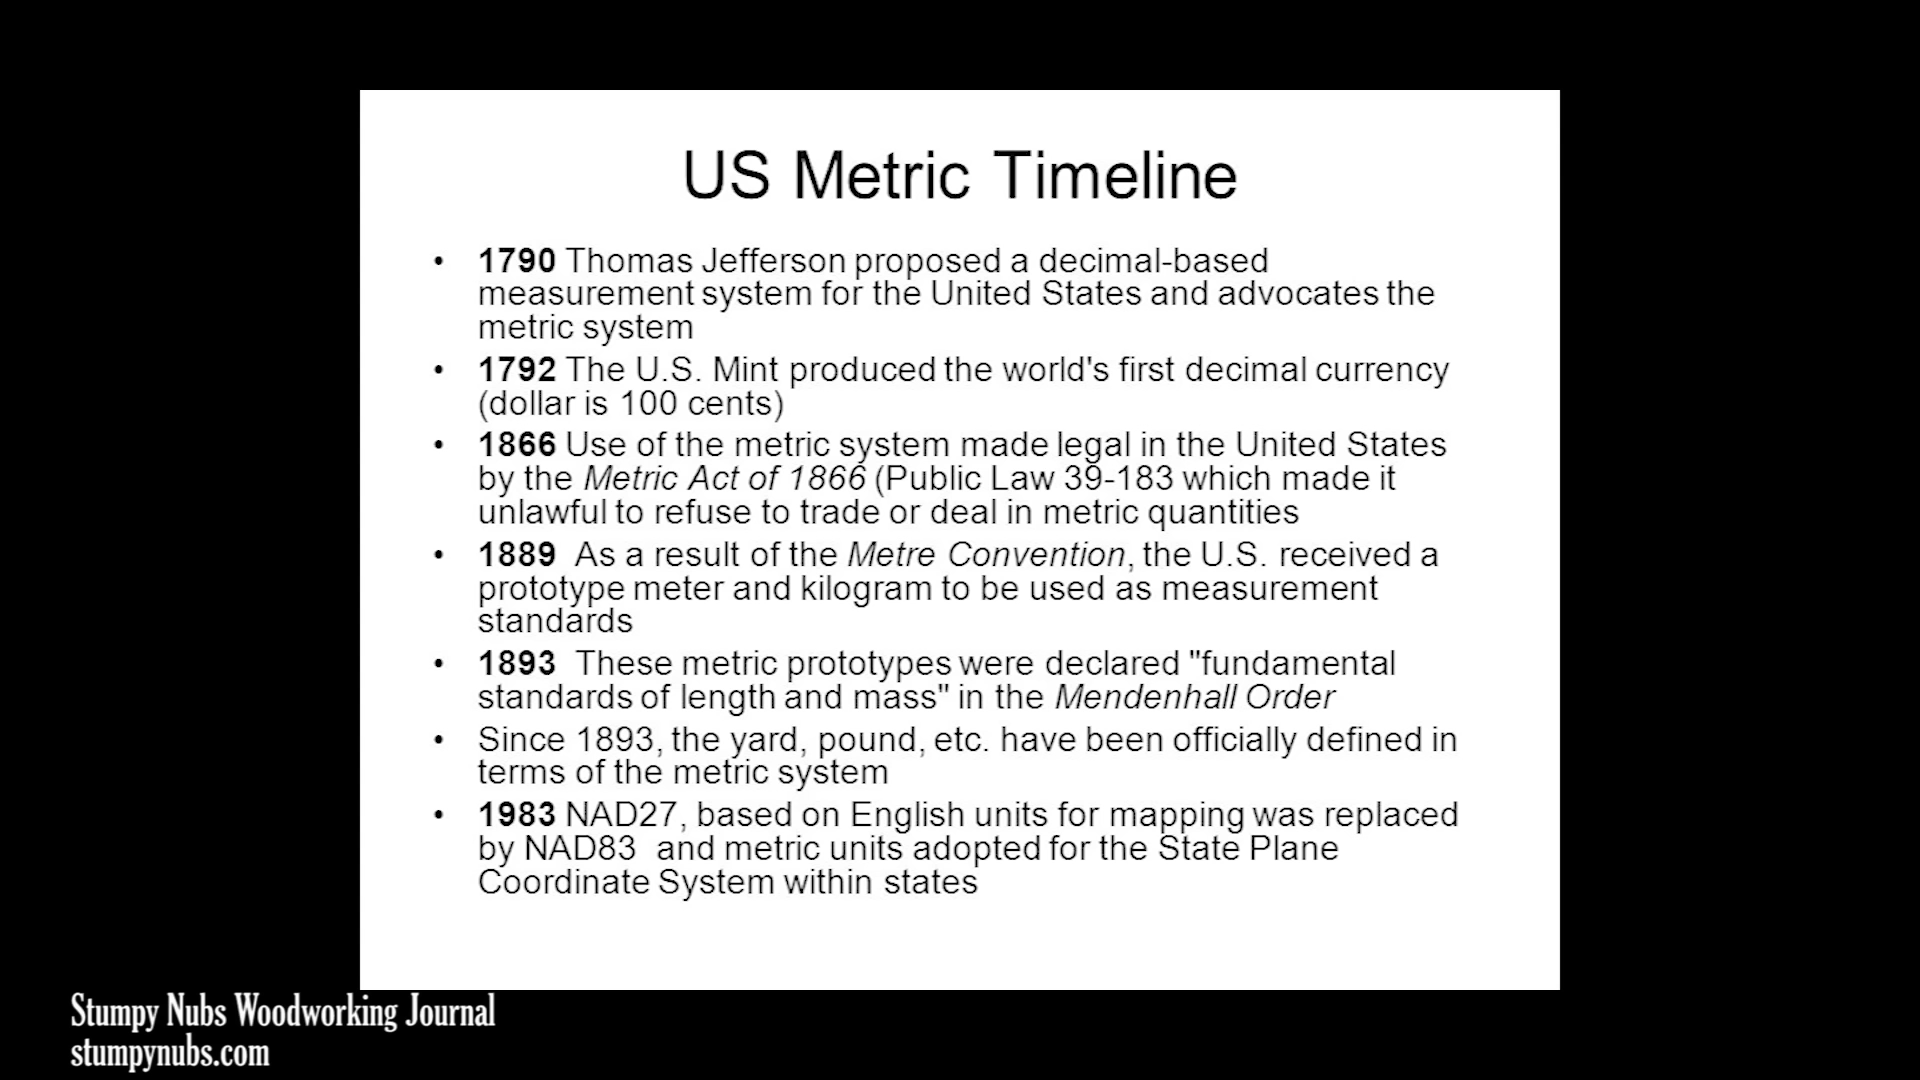 US Metric Timeline
• 1790 Thomas Jefferson proposed a decimal-based
measurement system for the United States and advocates the
metric system
• 1792 The U.S. Mint produced the world's first decimal currency
(dollar is 100 cents)
• 1866 Use of the metric system made legal in the United States
by the Metric Act of 1866 (Public Law 39-183 which made it
unlawful to refuse to trade or deal in metric quantities
• 1889 As a result of the Metre Convention, the U.S. received a
prototype meter and kilogram to be used as measurement
standards
• 1893 These metric prototypes were declared "fundamental
standards of length and mass" in the Mendenhall Order
• Since 1893, the yard, pound, etc. have been officially defined in
terms of the metric system
• 1983 NAD27, based on English units for mapping was replaced
by NAD83 and metric units adopted for the State Plane
Coordinate System within states
Stumpy Nubs Woodworking Journal
stumpynubs.com